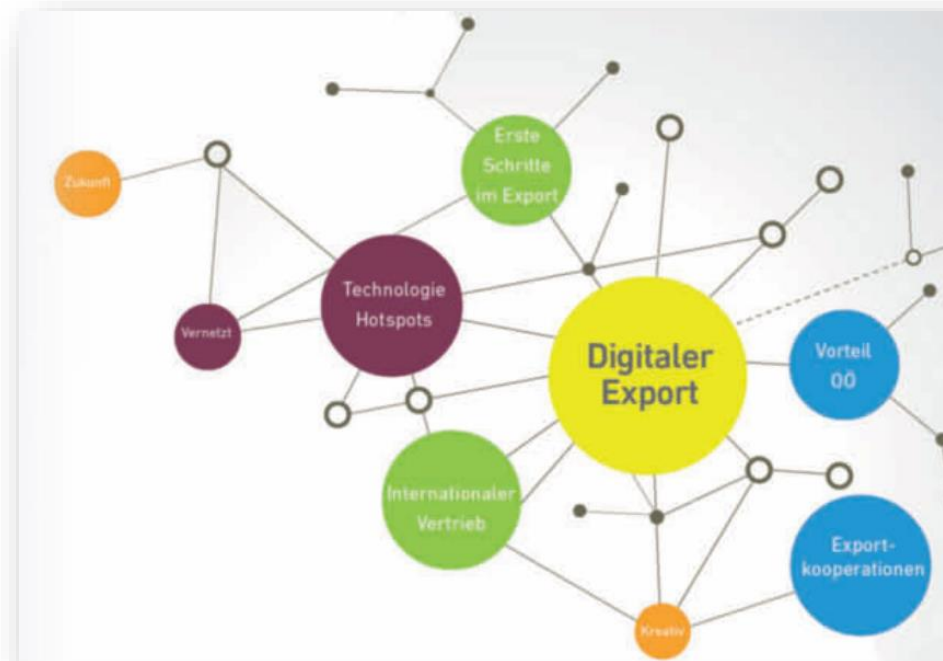 Erste
Schritte
im Export
Zukunft
Technologie
Hotspots
Vernetzt
Digitaler
Export
Vorteil
OÖ
Internationaler
Vertrieb
Export-
kooperationen
Kreativ